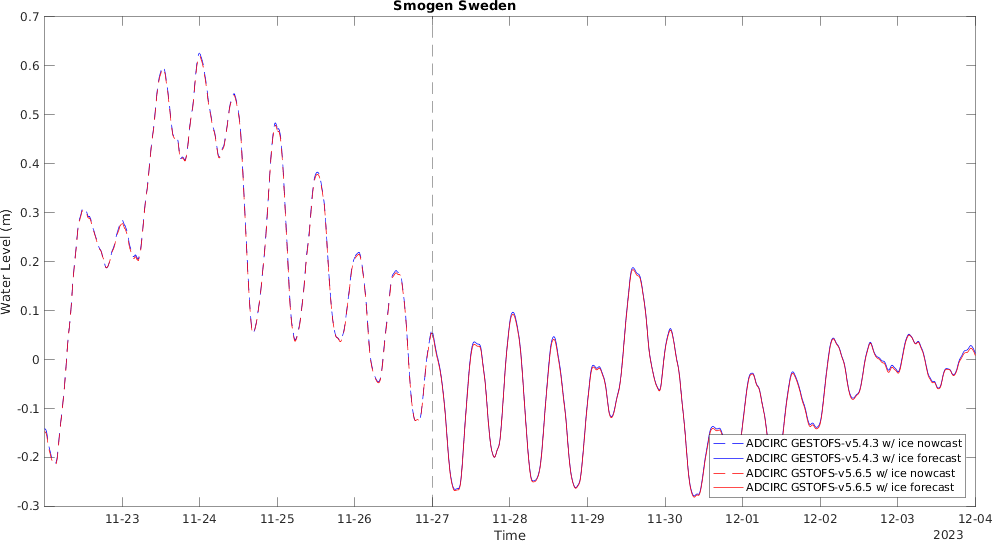 Smogen Sweden
0.7
0.6
0.5
0.4
0.3
0.2
0.1
0
-0.1
-0.2
-0.3
Water Level (m)
ADCIRC GESTOFS-v5.4.3 w/ ice nowcast
ADCIRC GESTOFS-v5.4.3 w/ ice forecast
ADCIRC GSTOFS-v5.6.5 w/ ice nowcast
ADCIRC GSTOFS-v5.6.5 w/ ice forecast
11-23 11-24 11-25 11-26 11-27 11-28 11-29 11-30 12-01 12-02 12-03 12-04
Time
2023